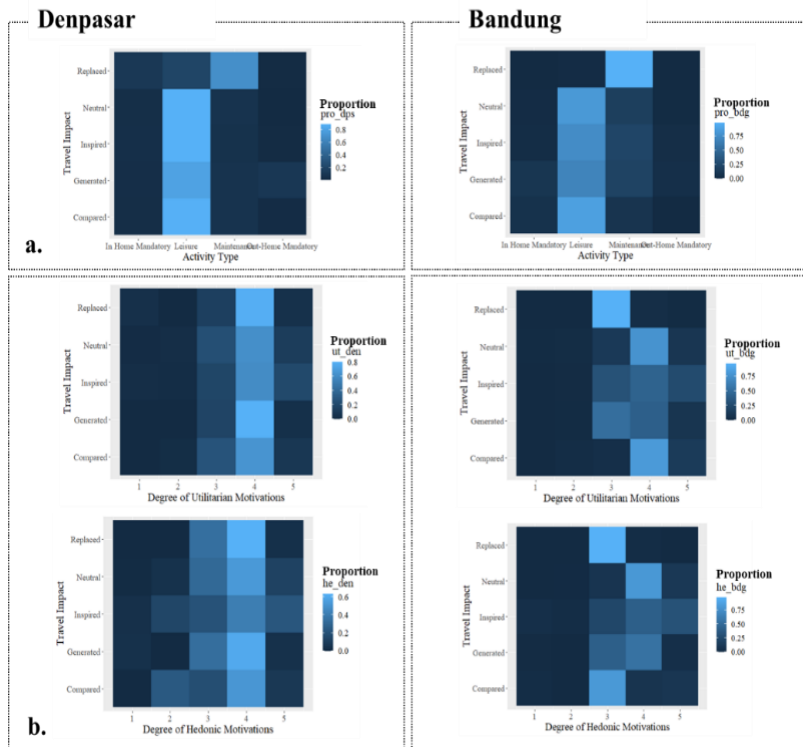 Denpasar
Replaced
Neutral
Inspired
Generated
Compared
Travel Impact
In Home Mandatory Leisure Maintenance Out-Home Mandatory
Activity Type
Proportion
pro_dps
0.8
0.6
0.4
0.2
a.
Bandung
Replaced
Neutral
Inspired
Generated
Compared
Travel Impact
In Home Mandatory Leisure Maintenance Out-Home Mandatory
Activity Type
Proportion
pro_bdg
0.75
0.50
0.25
0.00
Replaced
Neutral
Inspired
Generated
Compared
Travel Impact
1 2 3 4 5
Degree of Utilitarian Motivations
Proportion
ut_den
0.8
0.6
0.4
0.2
0.0
Replaced
Neutral
Inspired
Generated
Compared
Travel Impact
1 2 3 4 5
Degree of Utilitarian Motivations
Proportion
ut_bdg
0.75
0.50
0.25
0.00
Replaced
Neutral
Inspired
Generated
Compared
Travel Impact
1 2 3 4 5
Degree of Hedonic Motivations
Proportion
he_den
0.6
0.4
0.2
0.0
b.
Replaced
Neutral
Inspired
Generated
Compared
Travel Impact
1 2 3 4 5
Degree of Hedonic Motivations
Proportion
he_bdg
0.75
0.50
0.25
0.00